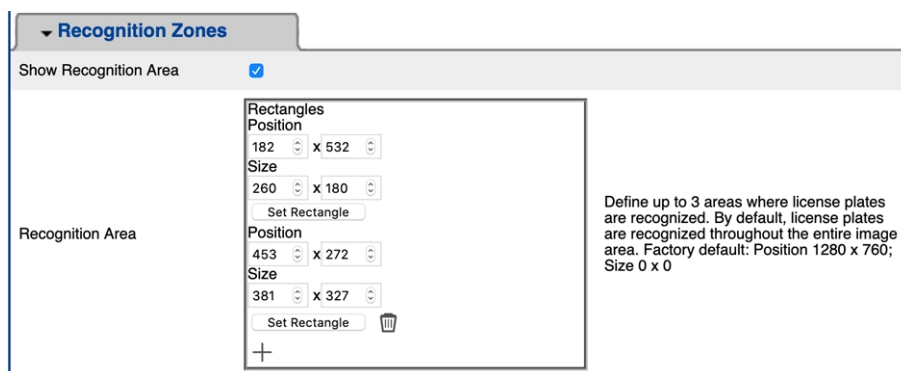 Recognition Zones
Show Recognition Area
Recognition Area
Rectangles
Position
182 x 532
Size
260 x 180
Set Rectangle
Position
453 x 272
Size
381 x 327
Set Rectangle
Define up to 3 areas where license plates
are recognized. By default, license plates
are recognized throughout the entire image
area. Factory default: Position 1280 x 760;
Size 0 x 0